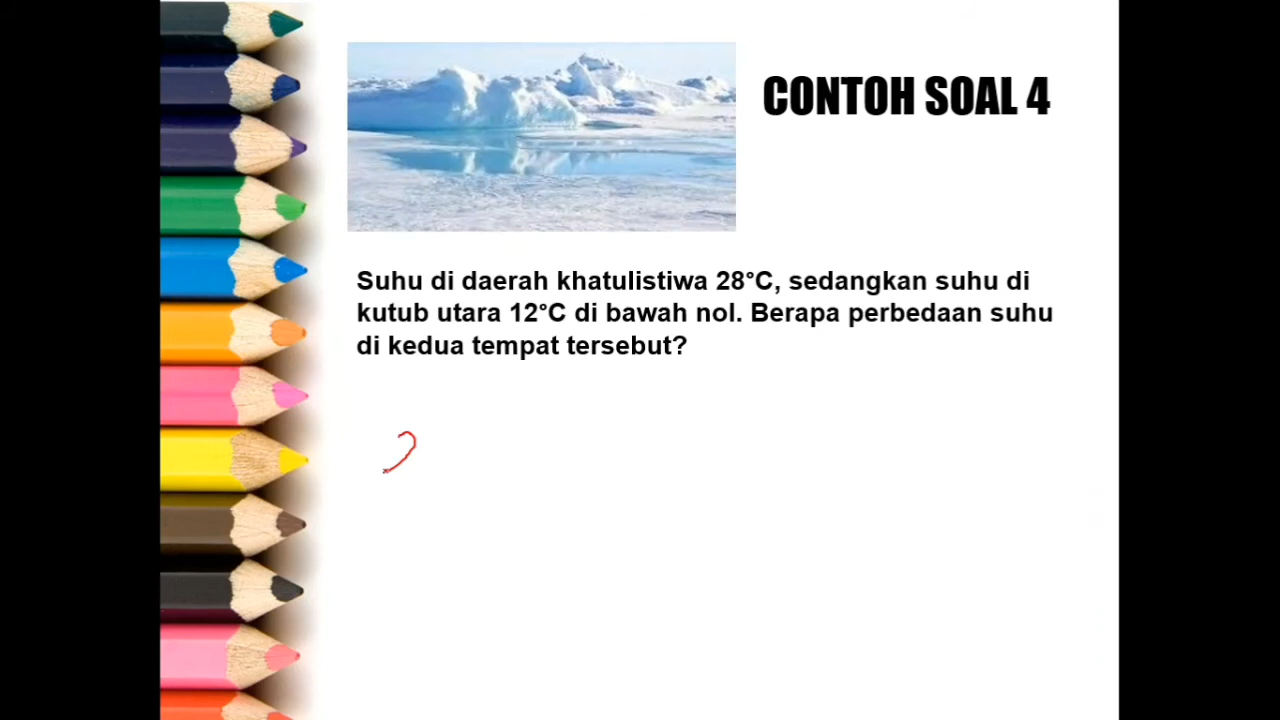 CONTOH SOAL 4
Suhu di daerah khatulistiwa 28°C, sedangkan suhu di
kutub utara 12°C di bawah nol. Berapa perbedaan suhu
di kedua tempat tersebut?